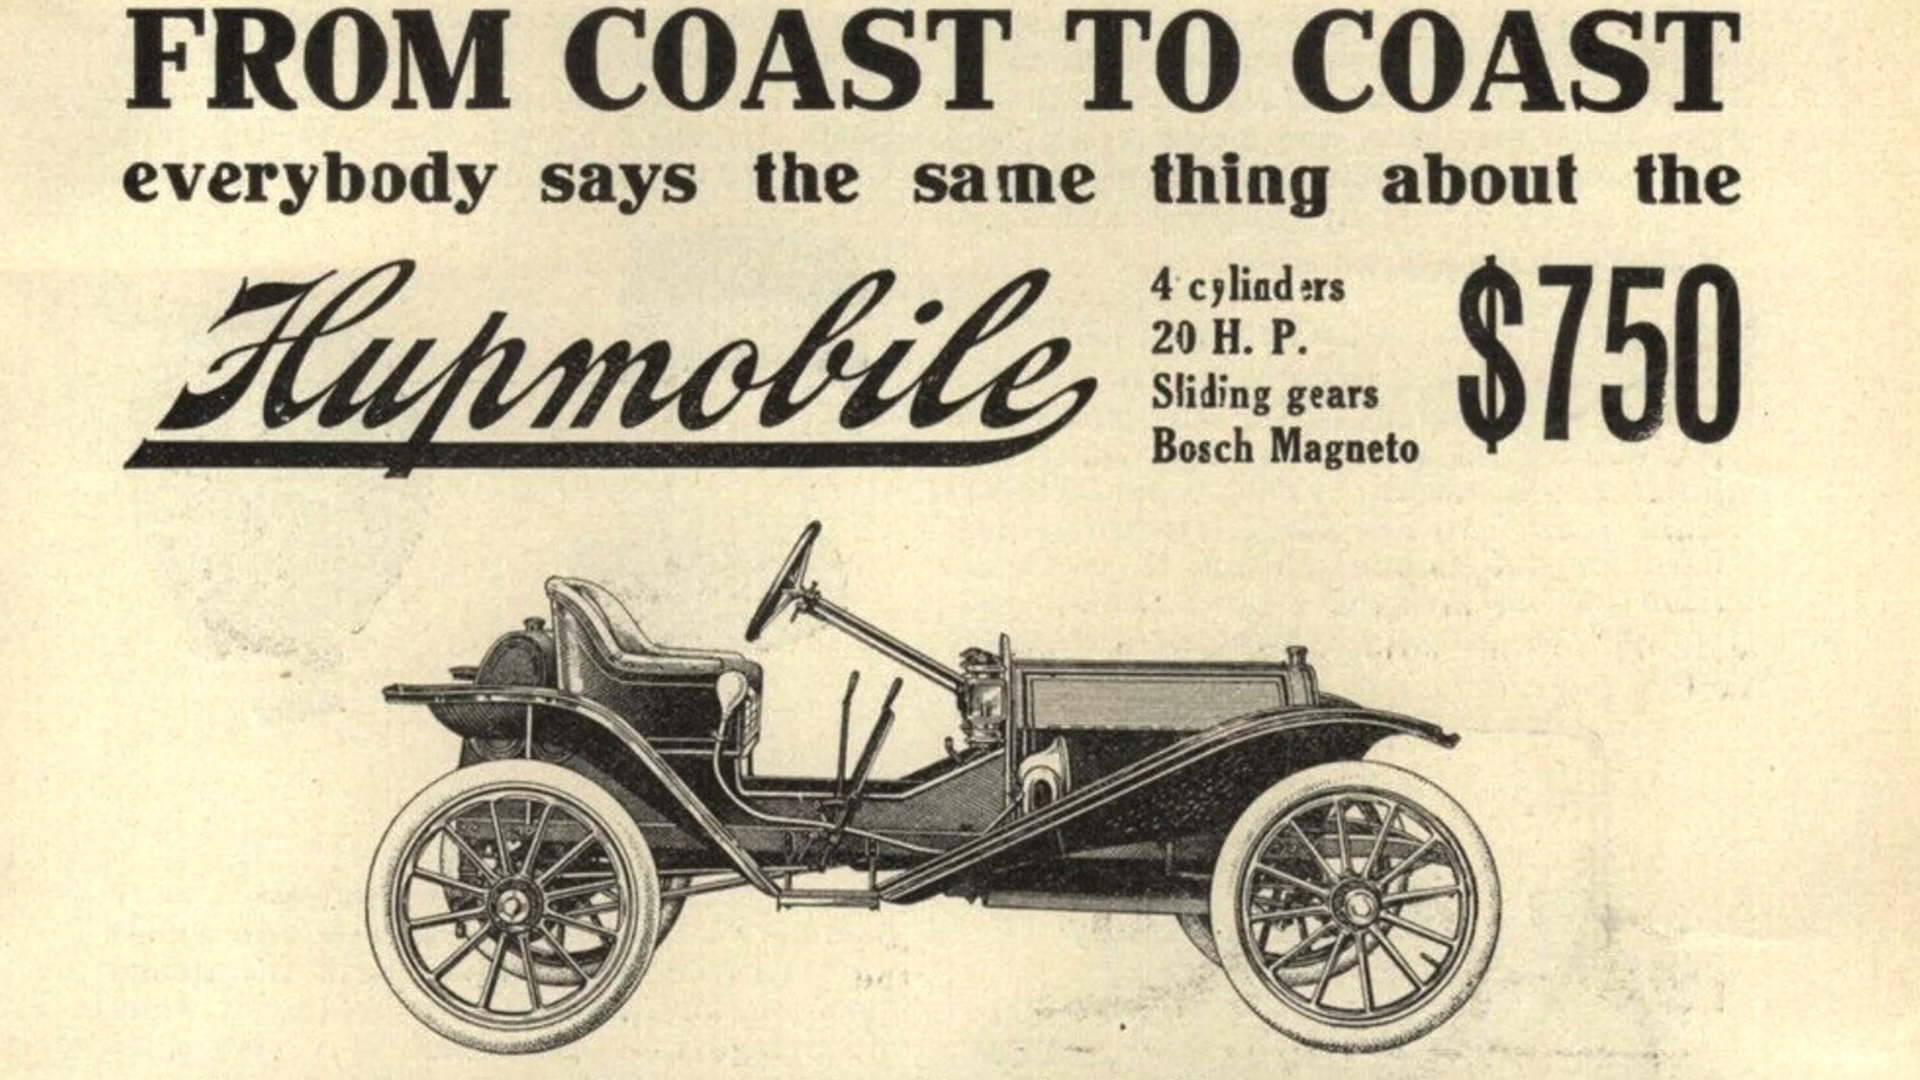 FROM COAST TO COAST
everybody says the same thing about the
Hupmobile
4 cylinders
20 H. P.
Sliding gears
Bosch Magneto
$750